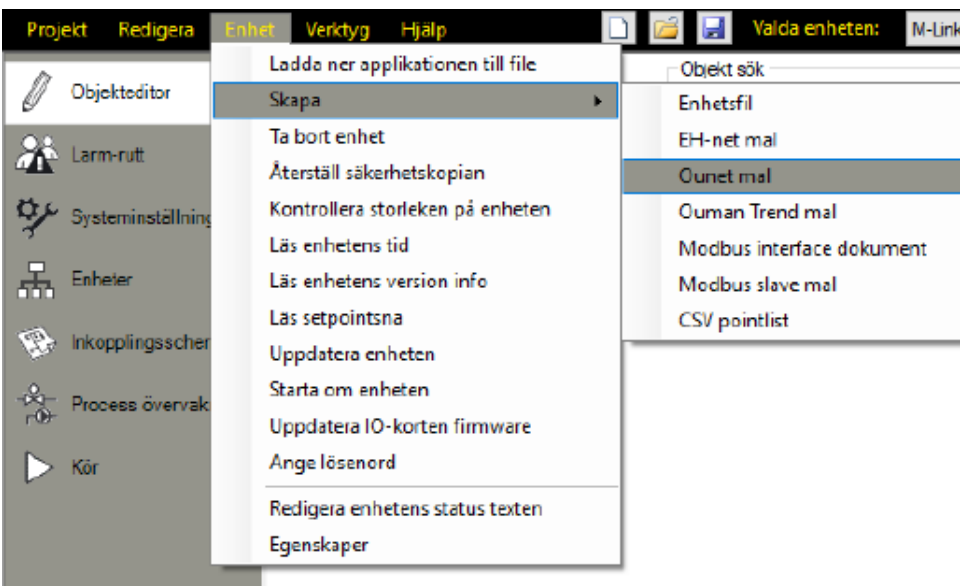 Projekt Redigera Enhet Verktyg Hjälp Valda enheten: M-Link
Objekteditor
Larm-rutt
Systeminställning
Enheter
Inkopplingsscher
Process övervak
Kör
Ladda ner applikationen till file
Skapa
Ta bort enhet
Återställ säkerhetskopian
Kontrollera storleken på enheten
Läs enhetens tid
Läs enhetens version info
Läs setpointsna
Uppdatera enheten
Starta om enheten
Uppdatera IO-korten firmware
Ange lösenord
Redigera enhetens status texten
Egenskaper
Objekt sök
Enhetsfil
EH-net mal
Ounet mal
Ouman Trend mal
Modbus interface dokument
Modbus slave mal
CSV pointlist